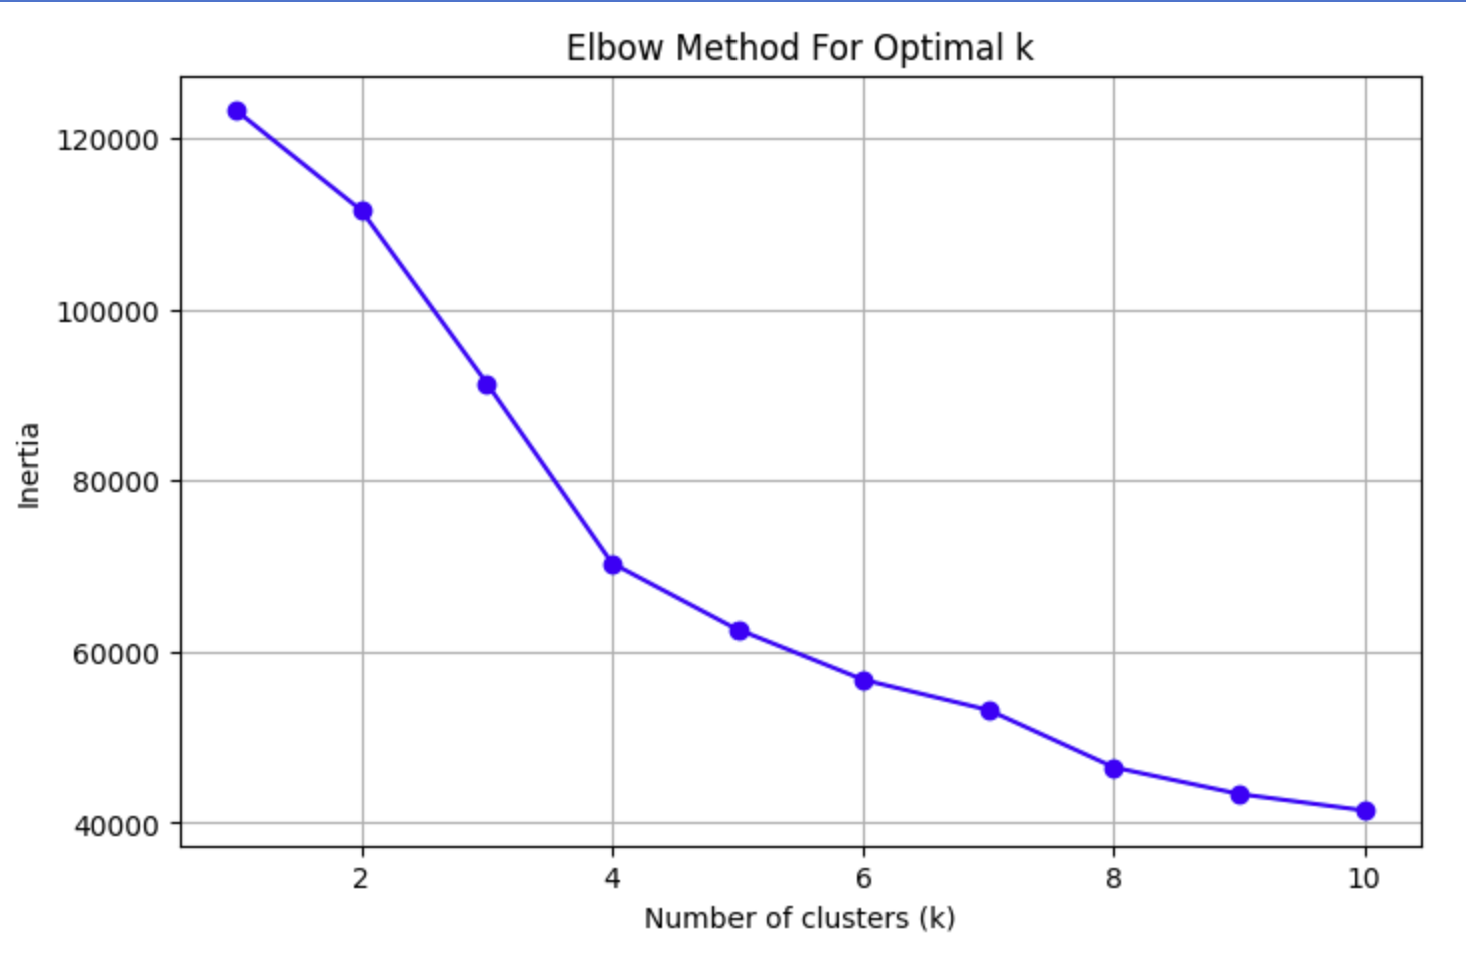 Elbow Method For Optimal k
120000
100000
80000
60000
40000
Inertia
2 4 6 8 10
Number of clusters (k)